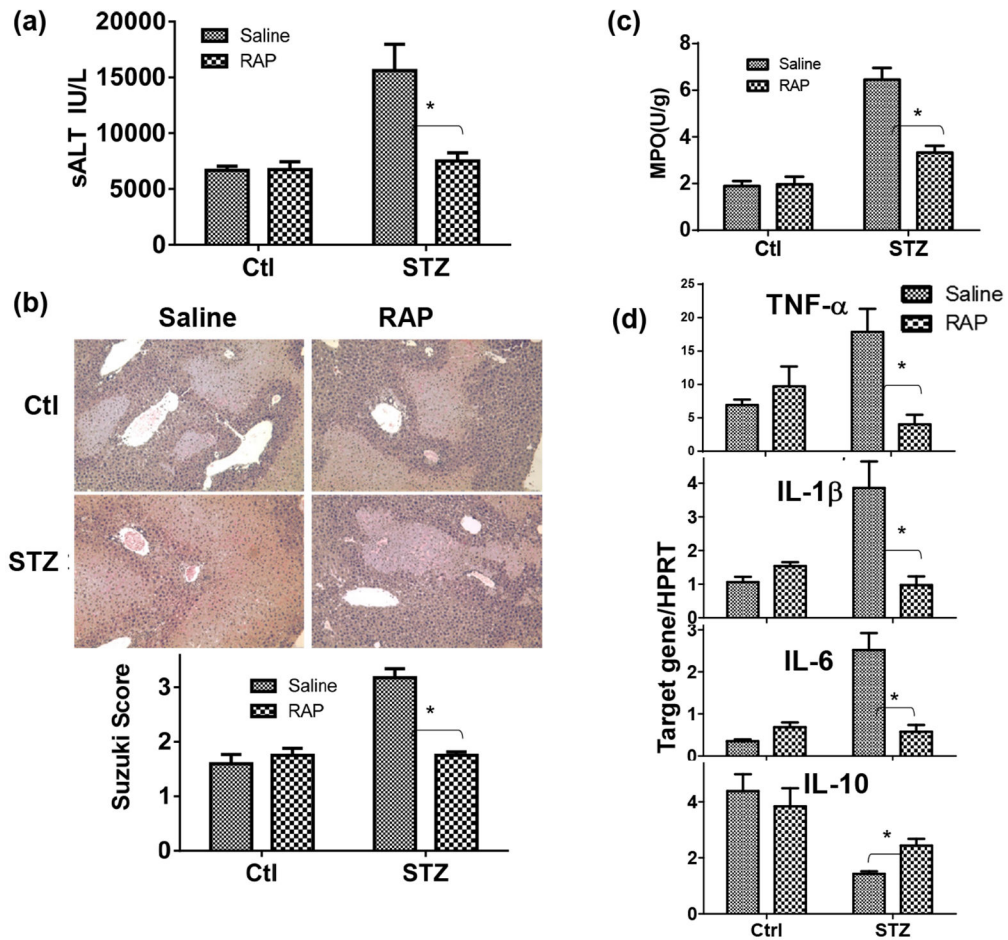 (a)
20000
15000
10000
5000
0
sALT IU/L
Saline
RAP
*
Ctl
STZ
(b)
Saline
RAP
Ctl
STZ :
3
2
1
0
Suzuki Score
Saline
RAP
*
Ctl
STZ
(c)
8
6
4
2
0
MPO(U/g)
Saline
RAP
*
Ctl
STZ
(d)
Saline
RAP
Target gene/HPRT
TNF-α
25
20
15
10
5
0
*
IL-1β
4
3
2
1
0
*
IL-6
3
2
1
0
*
IL-10
4
2
0
*
Ctrl
STZ